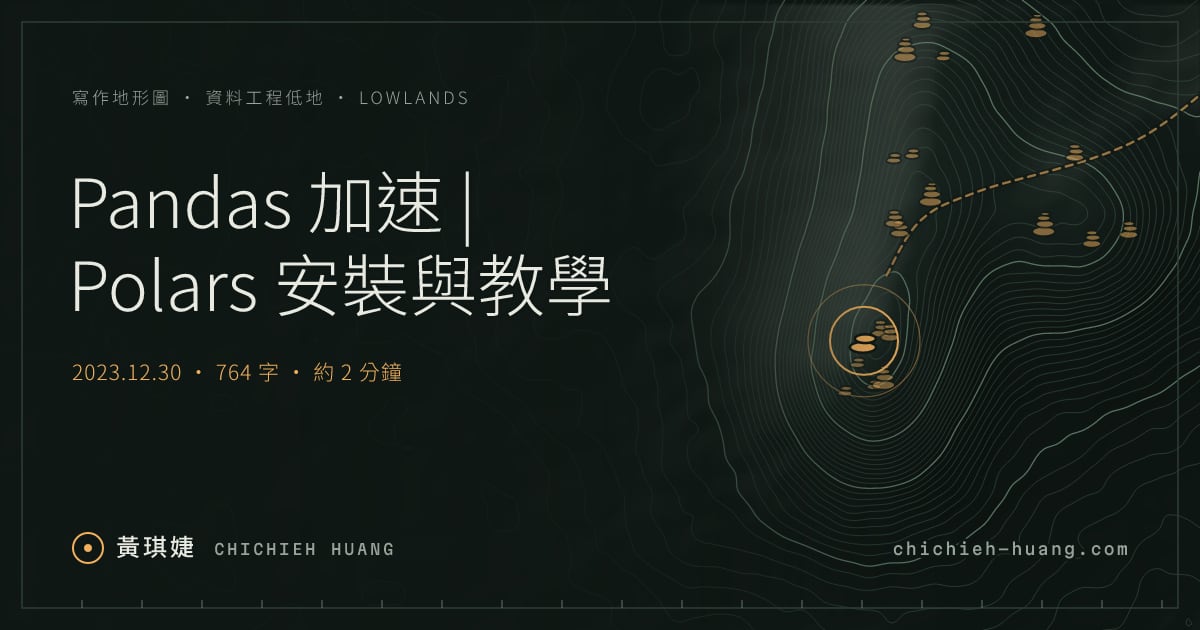 寫作地形圖 · 資料工程低地 · LOWLANDS
Pandas 加速 |
Polars 安裝與教學
2023.12.30 · 764 字 · 約 2 分鐘
黃琪婕 CHICHIEH HUANG
chichieh-huang.com